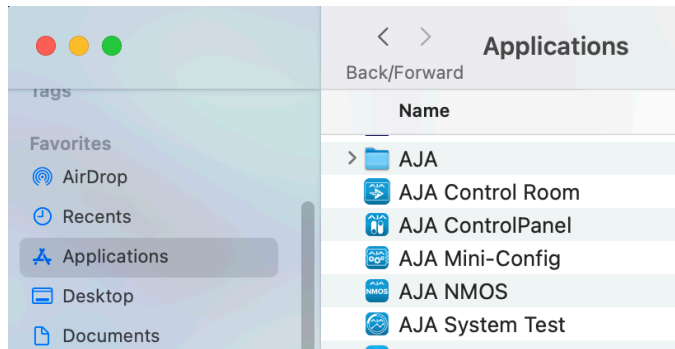 Back/Forward
Applications
Tags
Favorites
AirDrop
Recents
Applications
Desktop
Documents
Name
AJA
AJA Control Room
AJA ControlPanel
AJA Mini-Config
AJA NMOS
AJA System Test